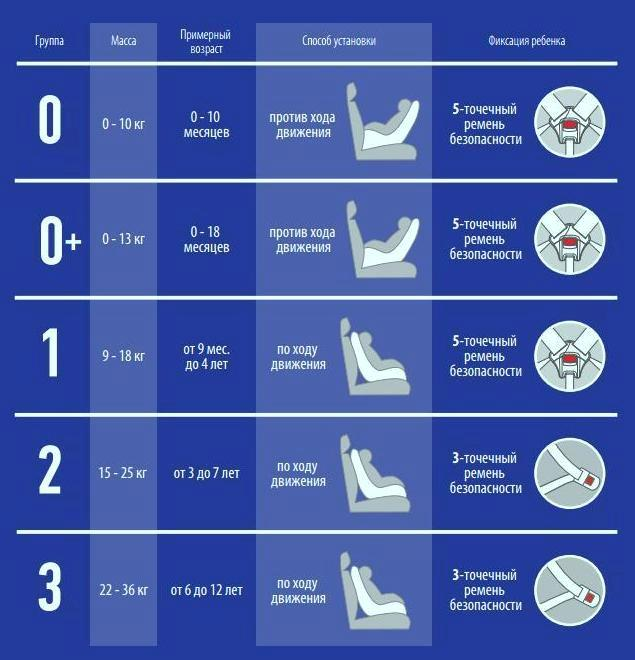 Группа
Масса
Примерный
возраст
Способ установки
Фиксация ребенка
0
0 - 10 кг
0 - 10
месяцев
против хода
движения
5-точечный
ремень
безопасности
0+
0 - 13 кг
0 - 18
месяцев
против хода
движения
5-точечный
ремень
безопасности
1
9 - 18 кг
от 9 мес.
до 4 лет
по ходу
движения
5-точечный
ремень
безопасности
2
15 - 25 кг
от 3 до 7 лет
по ходу
движения
3-точечный
ремень
безопасности
3
22 - 36 кг
от 6 до 12 лет
по ходу
движения
3-точечный
ремень
безопасности